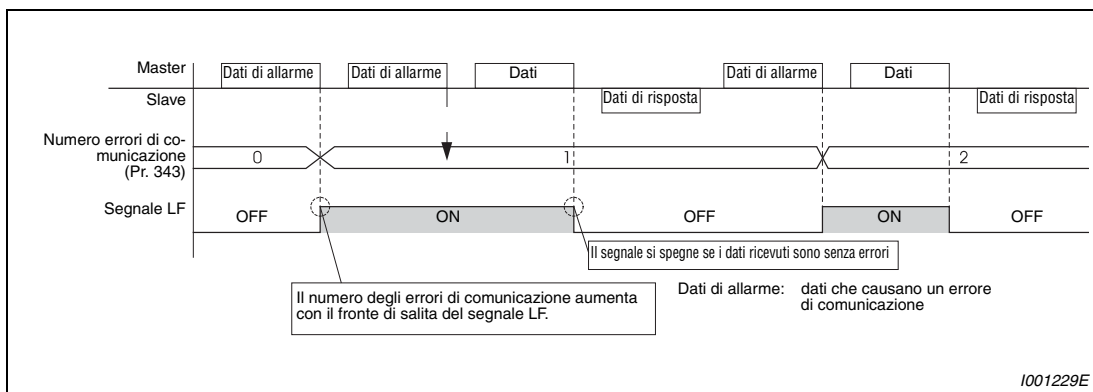 Master
Dati di allarme
Dati di allarme
Dati
Dati di allarme
Dati
Slave
Dati di risposta
Dati di risposta
Numero errori di co-
municazione
(Pr. 343)
0
1
2
Segnale LF
OFF
ON
OFF
ON
OFF
Il segnale si spegne se i dati ricevuti sono senza errori
Il numero degli errori di comunicazione aumenta
con il fronte di salita del segnale LF.
Dati di allarme: dati che causano un errore
di comunicazione
I001229E